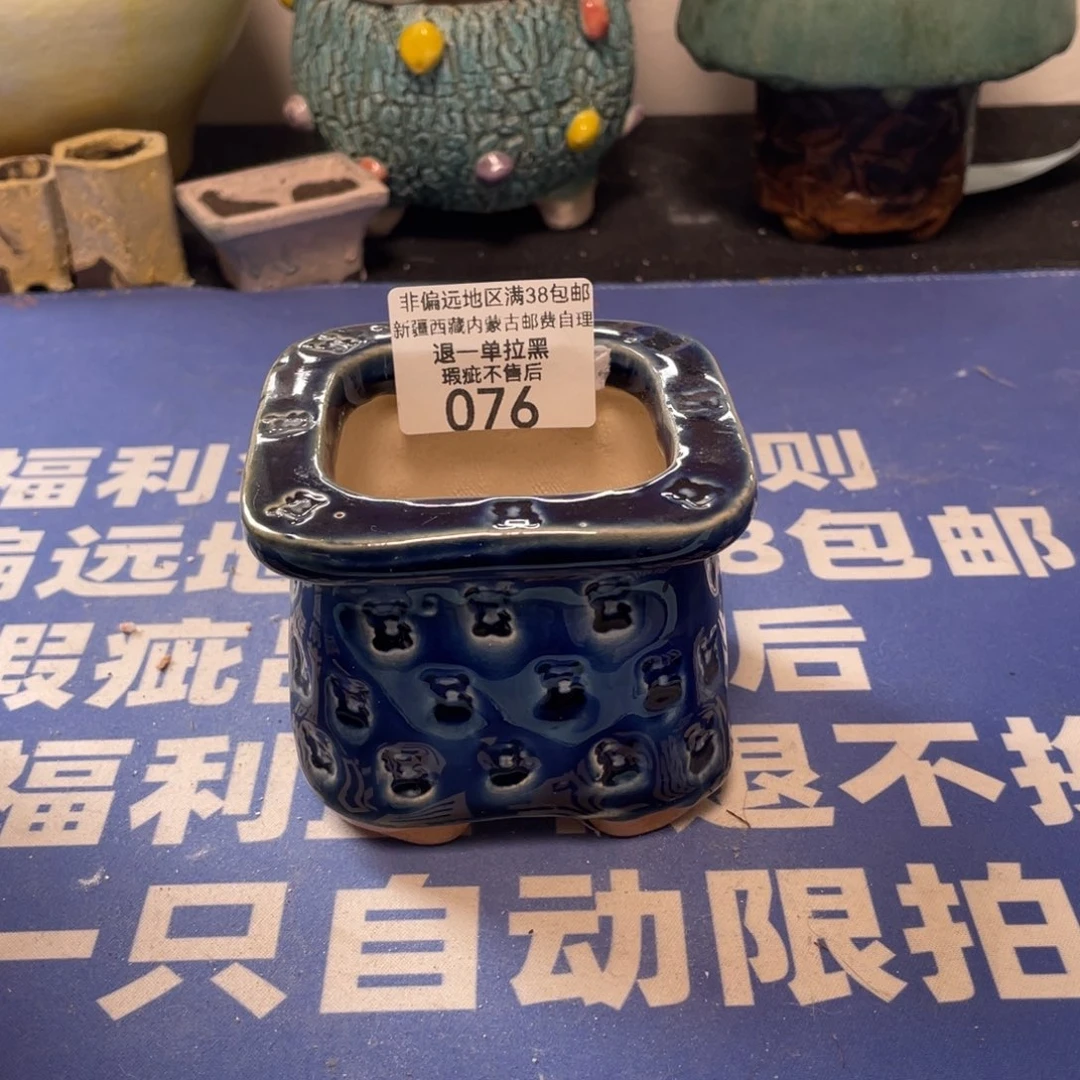 非偏远地区满38包邮
新疆西藏内蒙古邮费自理
退一单拉黑
瑕疵不售后
076
福利 则
偏远地 8包邮
瑕疵 后
福利 退不换
一只自动限拍